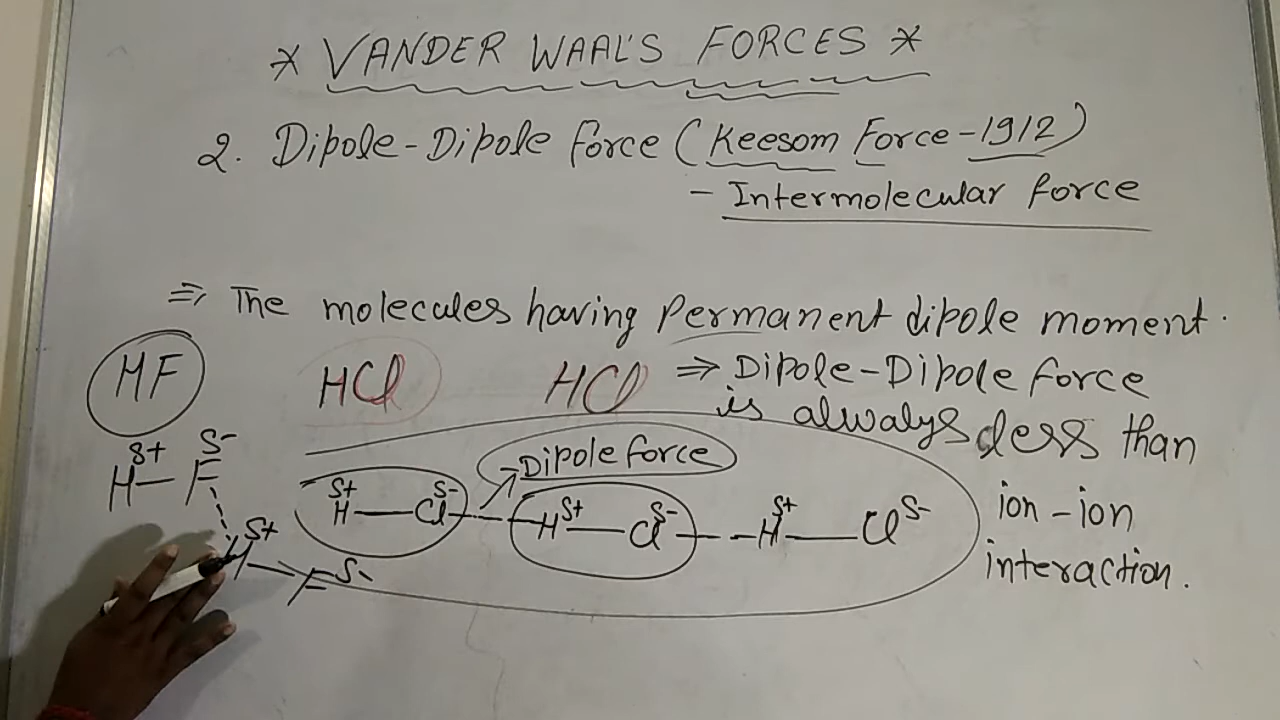 * VANDER WAAL'S FORCES *
2. Dipole-Dipole force (Keesom Force-1912)
- Intermolecular force
⇒ The molecules having permanent dipole moment.
HF HCl HCl ⇒ Dipole-Dipole force
is alwalys less than
ion-ion
interaction.
Dipole force
H δ+ — F δ-
H δ+ — Cl δ- --- H δ+ — Cl δ- --- H δ+ — Cl δ-
H δ+ — F δ-